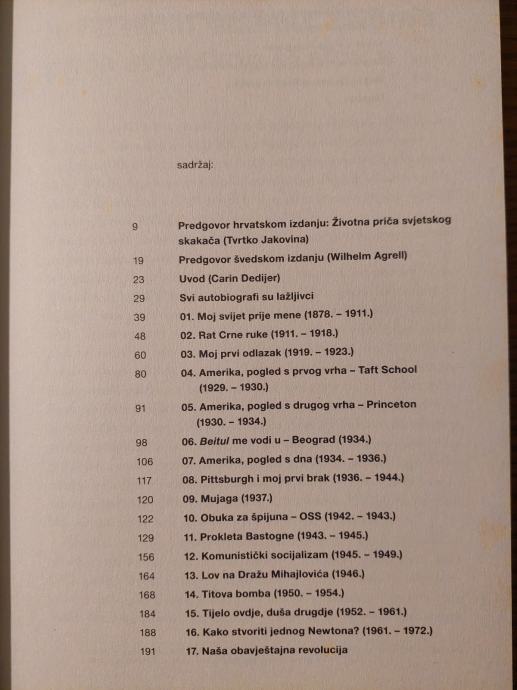 sadržaj:
9 Predgovor hrvatskom izdanju: Životna priča svjetskog
skakača (Tvrtko Jakovina)
19 Predgovor švedskom izdanju (Wilhelm Agrell)
23 Uvod (Carin Dedijer)
29 Svi autobiografi su lažljivci
39 01. Moj svijet prije mene (1878. – 1911.)
48 02. Rat Crne ruke (1911. – 1918.)
60 03. Moj prvi odlazak (1919. – 1923.)
80 04. Amerika, pogled s prvog vrha – Taft School
(1929. – 1930.)
91 05. Amerika, pogled s drugog vrha – Princeton
(1930. – 1934.)
98 06. Beitul me vodi u – Beograd (1934.)
106 07. Amerika, pogled s dna (1934. – 1936.)
117 08. Pittsburgh i moj prvi brak (1936. – 1944.)
120 09. Mujaga (1937.)
122 10. Obuka za špijuna – OSS (1942. – 1943.)
129 11. Prokleta Bastogne (1943. – 1945.)
156 12. Komunistički socijalizam (1945. – 1949.)
164 13. Lov na Dražu Mihajlovića (1946.)
168 14. Titova bomba (1950. – 1954.)
184 15. Tijelo ovdje, duša drugdje (1952. – 1961.)
188 16. Kako stvoriti jednog Newtona? (1961. – 1972.)
191 17. Naša obavještajna revolucija